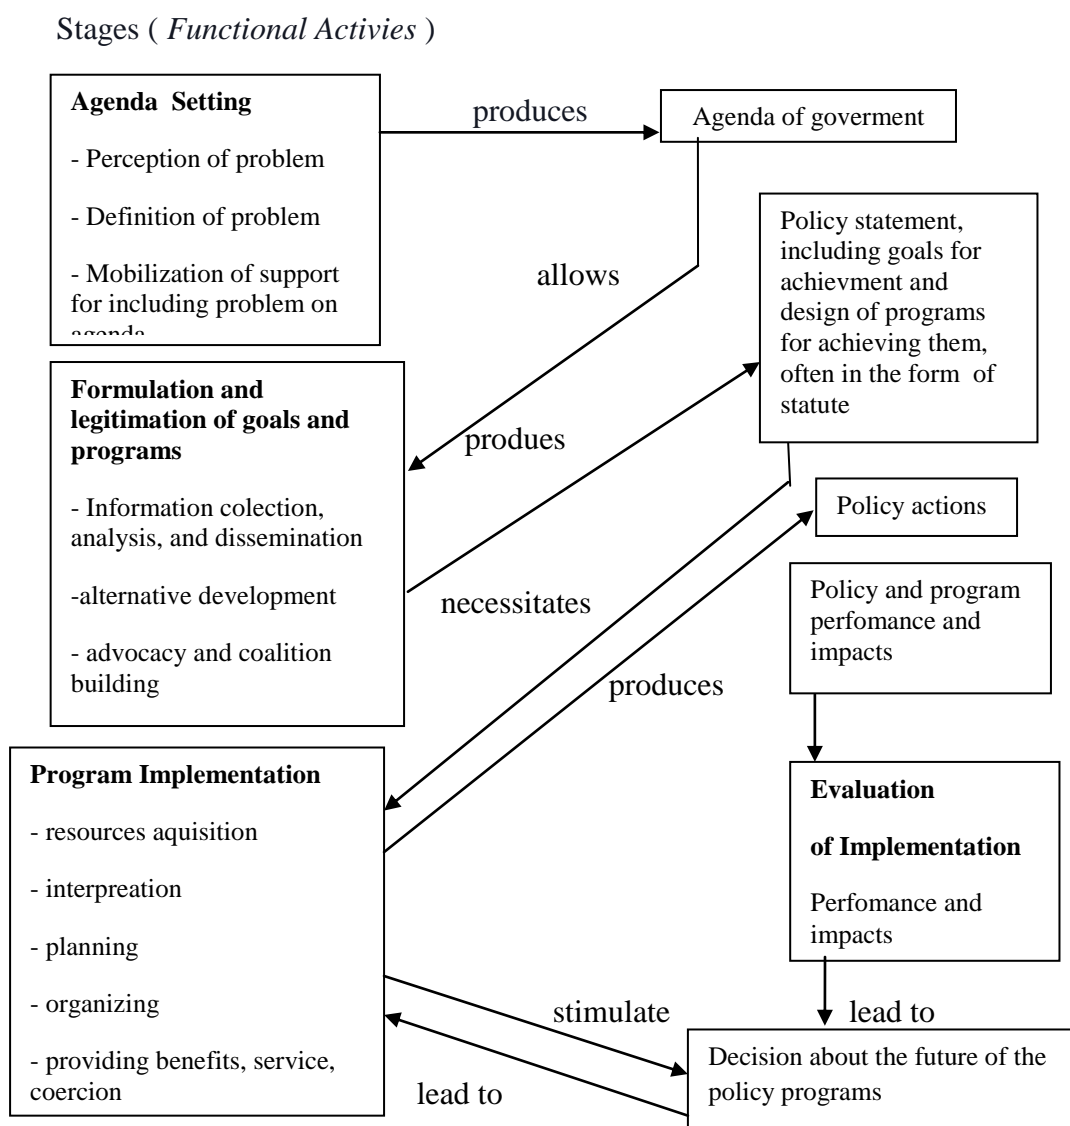 Stages ( Functional Activies )
Agenda  Setting
- Perception of problem
- Definition of problem
- Mobilization of support
for including problem on
agenda
produces
Agenda of goverment
allows
Policy statement,
including goals for
achievment and
design of programs
for achieving them,
often in the form  of
statute
Formulation and
legitimation of goals and
programs
- Information colection,
analysis, and dissemination
-alternative development
- advocacy and coalition
building
produes
Policy actions
necessitates
Policy and program
perfomance and
impacts
produces
Program Implementation
- resources aquisition
- interpreation
- planning
- organizing
- providing benefits, service,
coercion
Evaluation
of Implementation
Perfomance and
impacts
stimulate
lead to
Decision about the future of the
policy programs
lead to